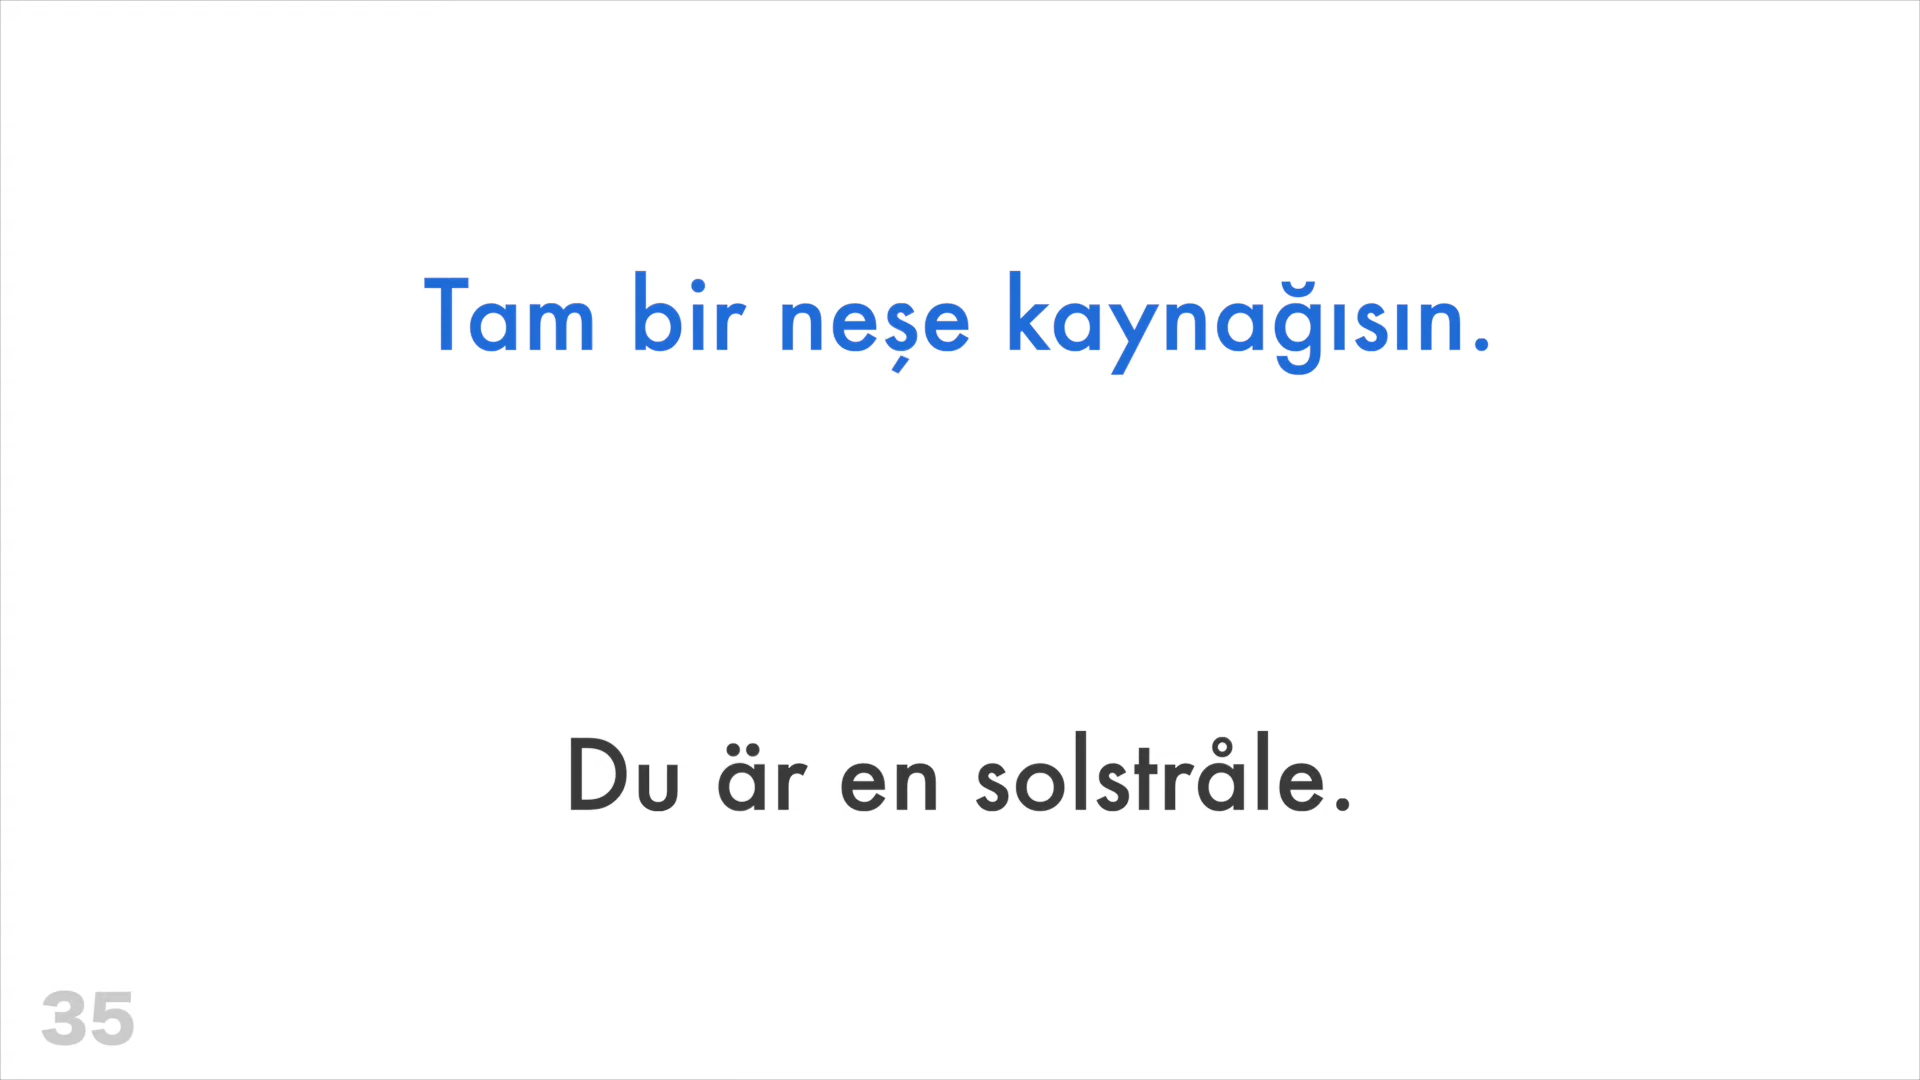 Tam bir neşe kaynağısın.
Du är en solstråle.
35